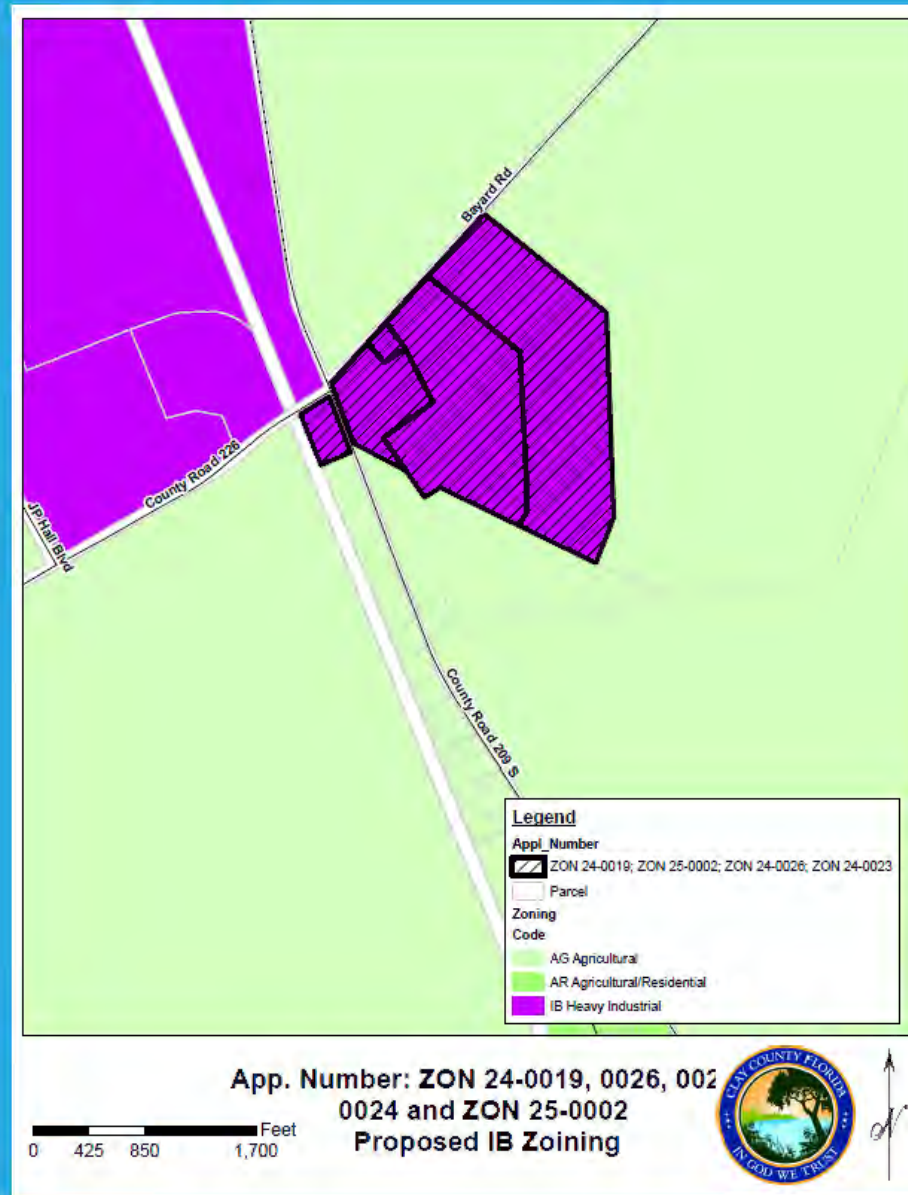 Bayard Rd
County Road 226
JP Hall Blvd
County Road 209 S
Legend
Appl_Number
ZON 24-0019; ZON 25-0002; ZON 24-0026; ZON 24-0023
Parcel
Zoning
Code
AG Agricultural
AR Agricultural/Residential
IB Heavy Industrial
App. Number: ZON 24-0019, 0026, 002
0024 and ZON 25-0002
Proposed IB Zoining
0 425 850 1,700 Feet
CLAY COUNTY FLORIDA
IN GOD WE TRUST
N